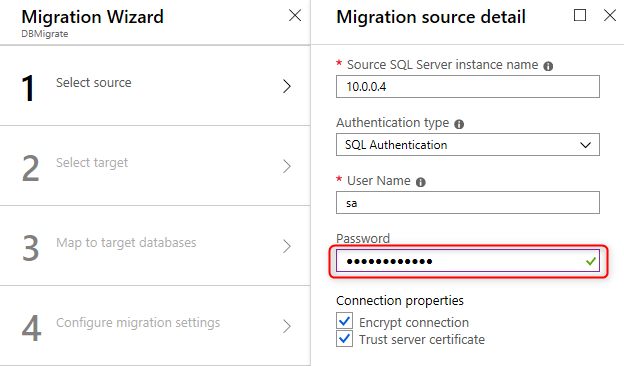 Migration Wizard
DBMigrate
1 Select source
2 Select target
3 Map to target databases
4 Configure migration settings
Migration source detail
* Source SQL Server instance name
10.0.0.4
Authentication type
SQL Authentication
* User Name
sa
Password
••••••••••••
Connection properties
Encrypt connection
Trust server certificate